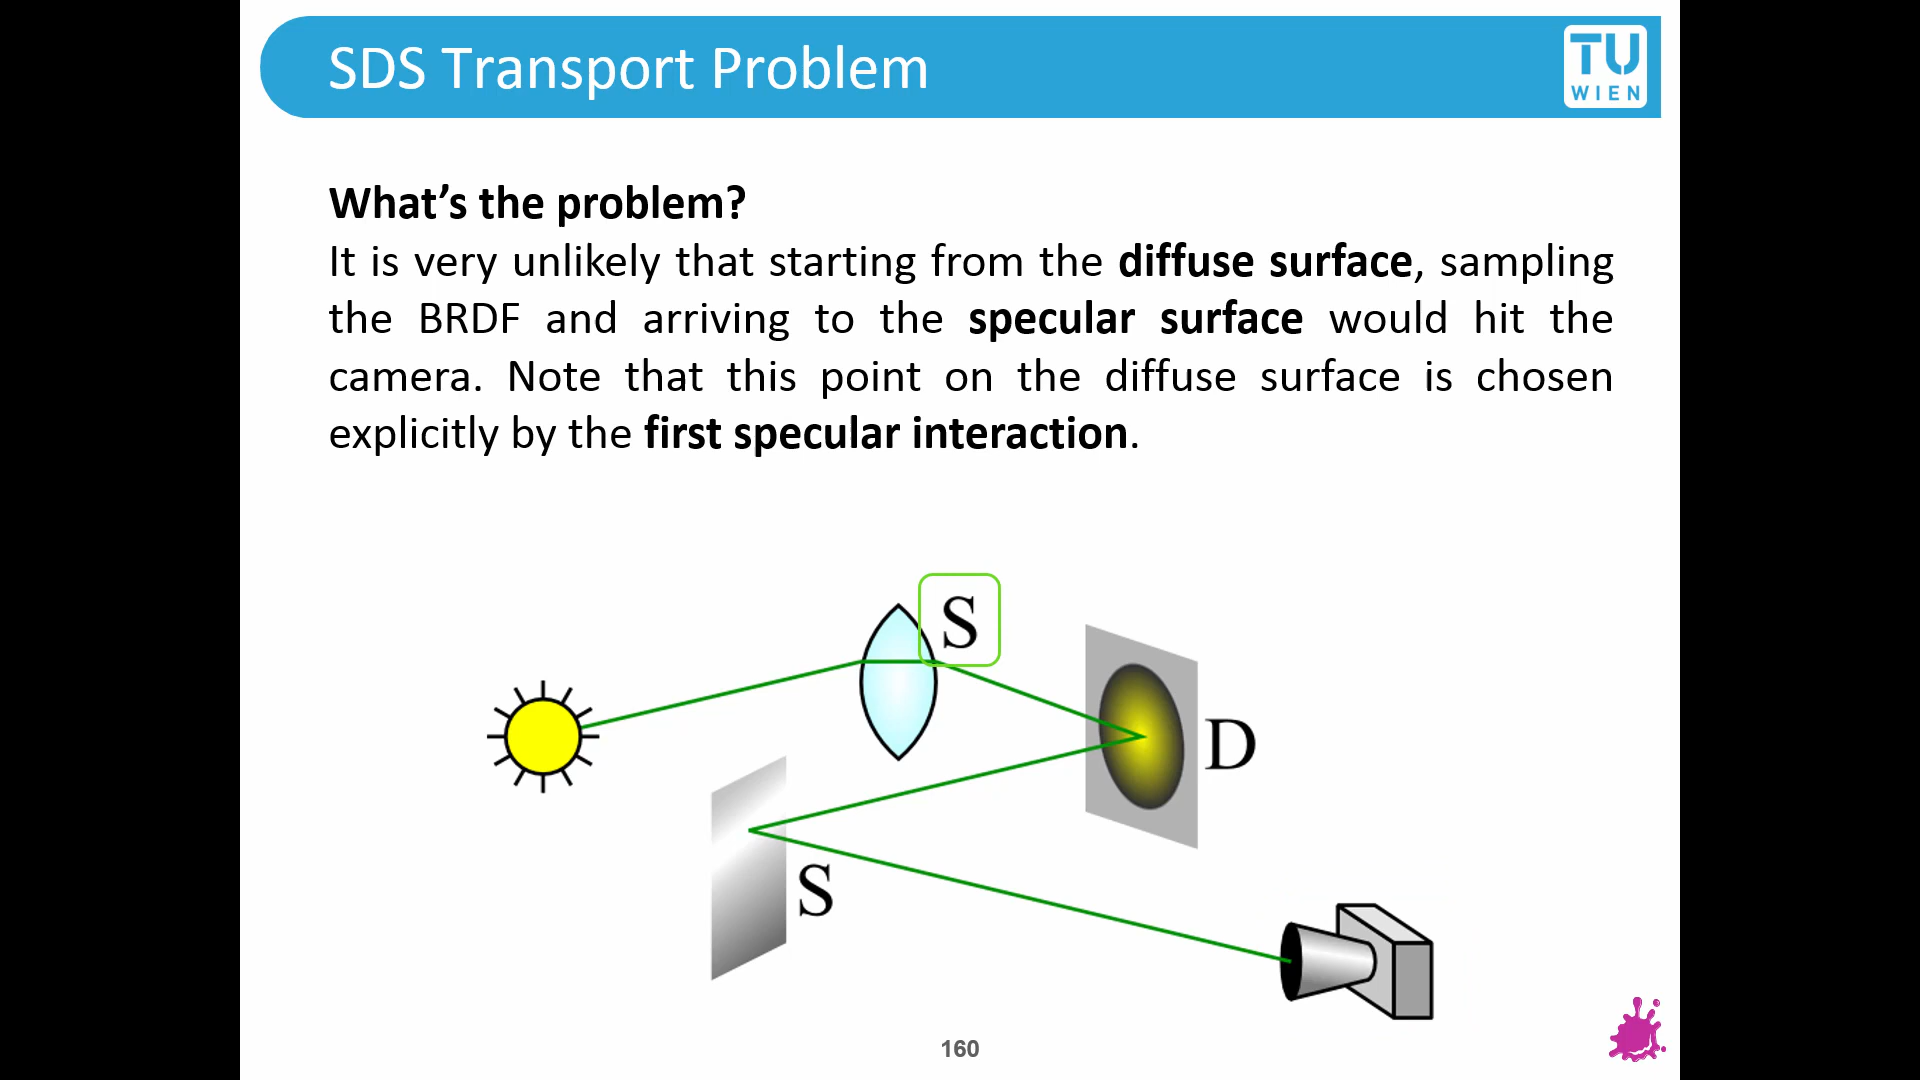 SDS Transport Problem
TU
WIEN
What's the problem?
It is very unlikely that starting from the diffuse surface, sampling
the BRDF and arriving to the specular surface would hit the
camera. Note that this point on the diffuse surface is chosen
explicitly by the first specular interaction.
S
D
S
160